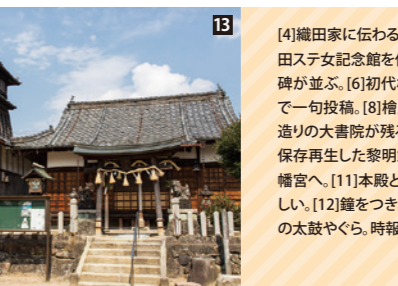 13
[4]織田家に伝わる
田ステ女記念館を
碑が並ぶ。[6]初代
で一句投稿。[8]檜
造りの大書院が残
保存再生した黎明
幡宮へ。[11]本殿と
しい。[12]鐘をつき
の太鼓やぐら。時報